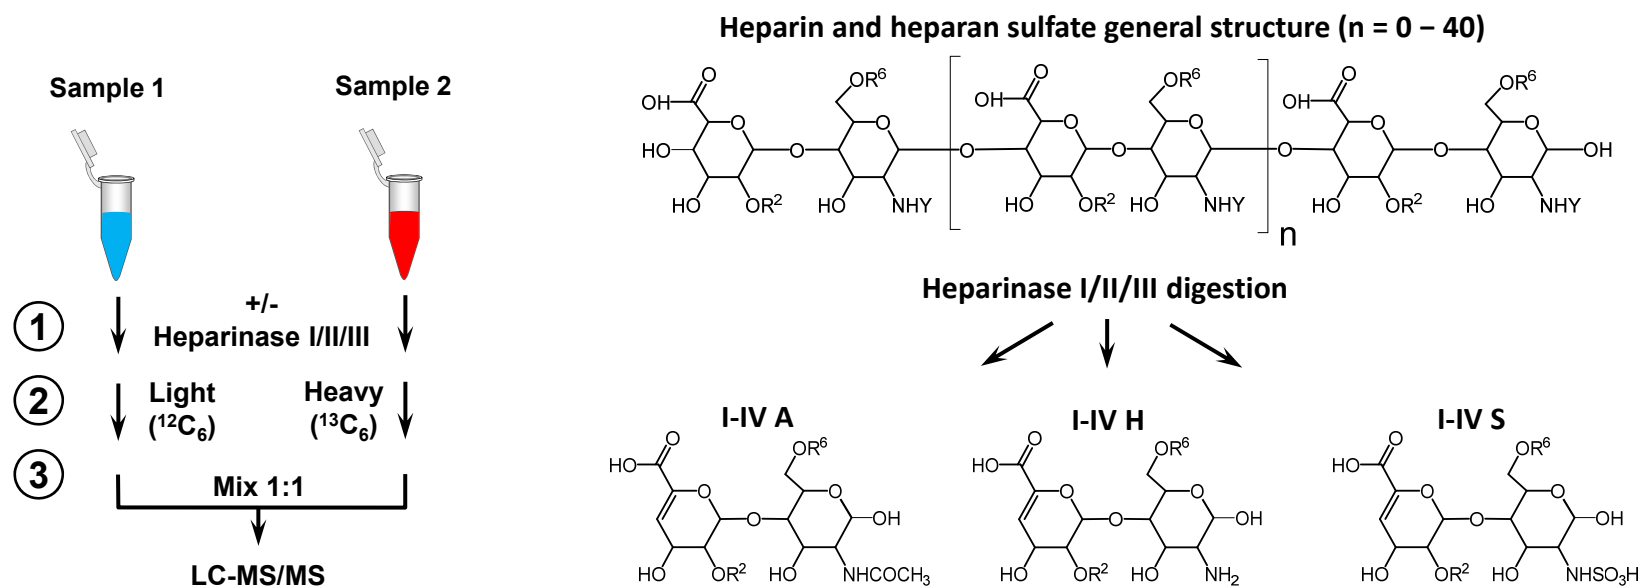 Sample 1
Sample 2
+/-
Heparinase I/II/III
1
2
Light
(¹²C₆)
Heavy
(¹³C₆)
3
Mix 1:1
LC-MS/MS
Heparin and heparan sulfate general structure (n = 0 – 40)
OH
O
O
HO
HO
OR²
O
OR⁶
O
HO
NHY
O
OH
O
O
HO
OR²
O
OR⁶
O
HO
NHY
n
O
OH
O
O
HO
OR²
O
OR⁶
O
OH
HO
NHY
Heparinase I/II/III digestion
I-IV A
HO
O
O
HO
OR²
O
OR⁶
O
OH
HO
NHCOCH₃
I-IV H
HO
O
O
HO
OR²
O
OR⁶
O
OH
HO
NH₂
I-IV S
HO
O
O
HO
OR²
O
OR⁶
O
OH
HO
NHSO₃H